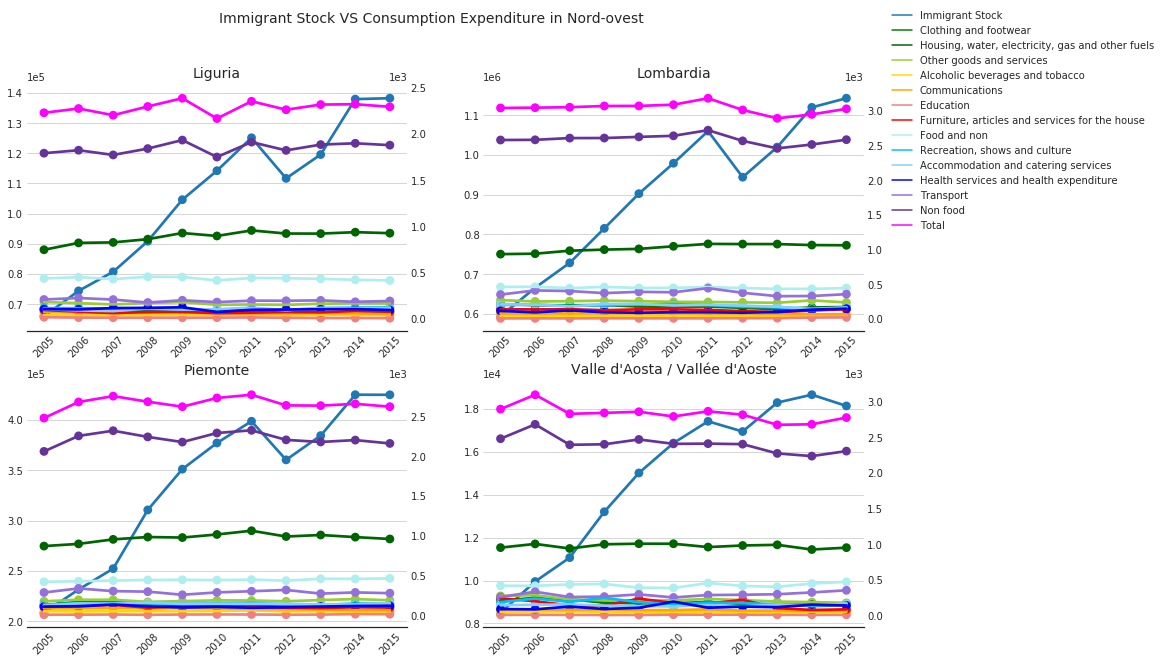 Immigrant Stock VS Consumption Expenditure in Nord-ovest
Immigrant Stock
Clothing and footwear
Housing, water, electricity, gas and other fuels
Other goods and services
Alcoholic beverages and tobacco
Communications
Education
Furniture, articles and services for the house
Food and non
Recreation, shows and culture
Accommodation and catering services
Health services and health expenditure
Transport
Non food
Total
1e5
Liguria
1e3
1.4
1.3
1.2
1.1
1.0
0.9
0.8
0.7
2.5
2.0
1.5
1.0
0.5
0.0
2005 2006 2007 2008 2009 2010 2011 2012 2013 2014 2015
1e6
Lombardia
1e3
1.1
1.0
0.9
0.8
0.7
0.6
3.0
2.5
2.0
1.5
1.0
0.5
0.0
2005 2006 2007 2008 2009 2010 2011 2012 2013 2014 2015
1e5
Piemonte
1e3
4.0
3.5
3.0
2.5
2.0
2.5
2.0
1.5
1.0
0.5
0.0
2005 2006 2007 2008 2009 2010 2011 2012 2013 2014 2015
1e4
Valle d'Aosta / Vallée d'Aoste
1e3
1.8
1.6
1.4
1.2
1.0
0.8
3.0
2.5
2.0
1.5
1.0
0.5
0.0
2005 2006 2007 2008 2009 2010 2011 2012 2013 2014 2015